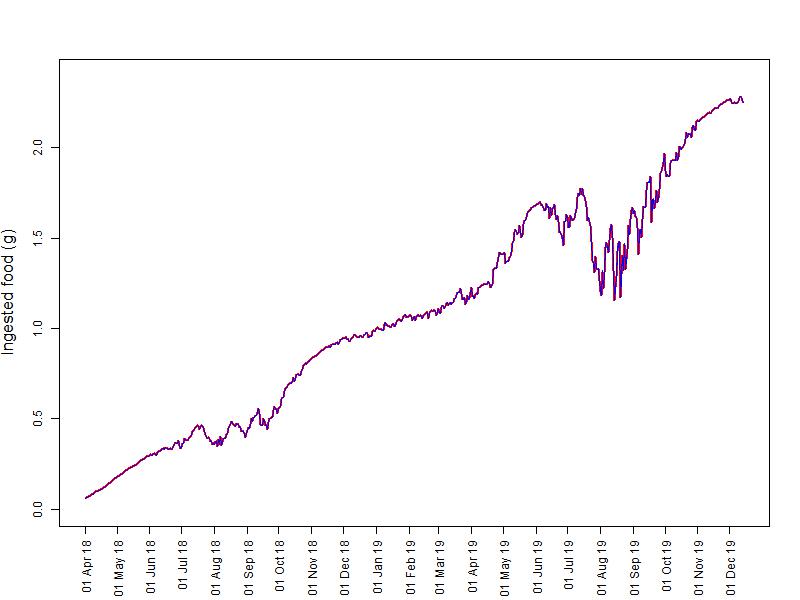 Ingested food (g)
2.0
1.5
1.0
0.5
0.0
01 Apr 18
01 May 18
01 Jun 18
01 Jul 18
01 Aug 18
01 Sep 18
01 Oct 18
01 Nov 18
01 Dec 18
01 Jan 19
01 Feb 19
01 Mar 19
01 Apr 19
01 May 19
01 Jun 19
01 Jul 19
01 Aug 19
01 Sep 19
01 Oct 19
01 Nov 19
01 Dec 19